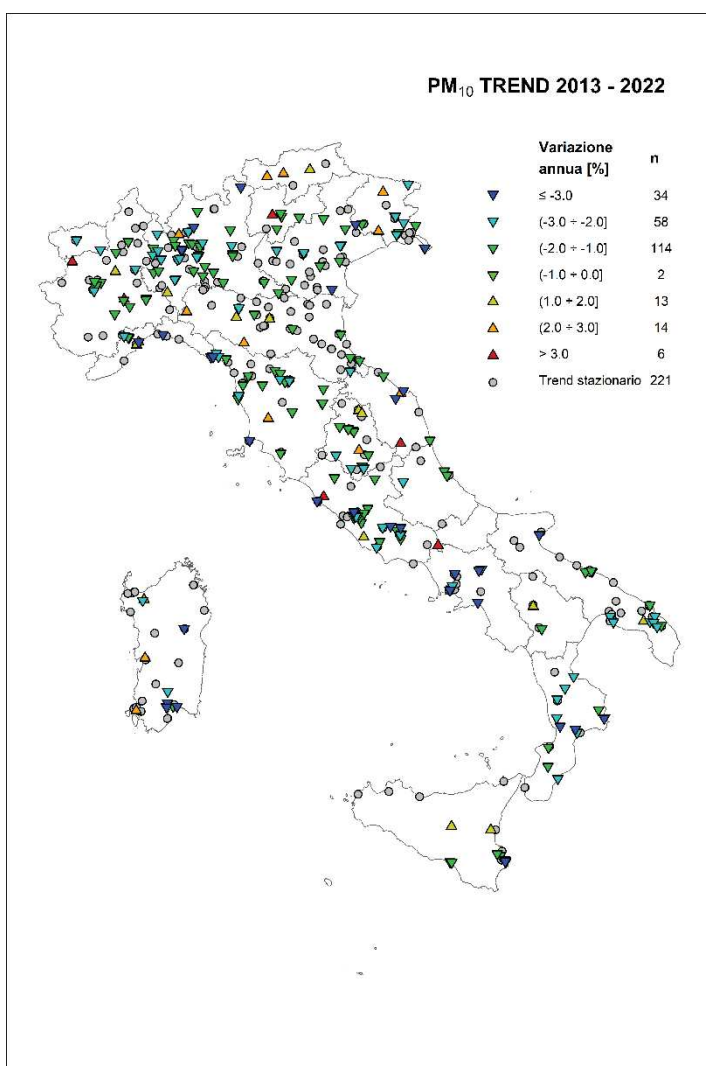 PM₁₀ TREND 2013 - 2022
Variazione annua [%] n
≤ -3.0 34
(-3.0 ÷ -2.0] 58
(-2.0 ÷ -1.0] 114
(-1.0 ÷ 0.0] 2
(1.0 ÷ 2.0] 13
(2.0 ÷ 3.0] 14
> 3.0 6
Trend stazionario 221